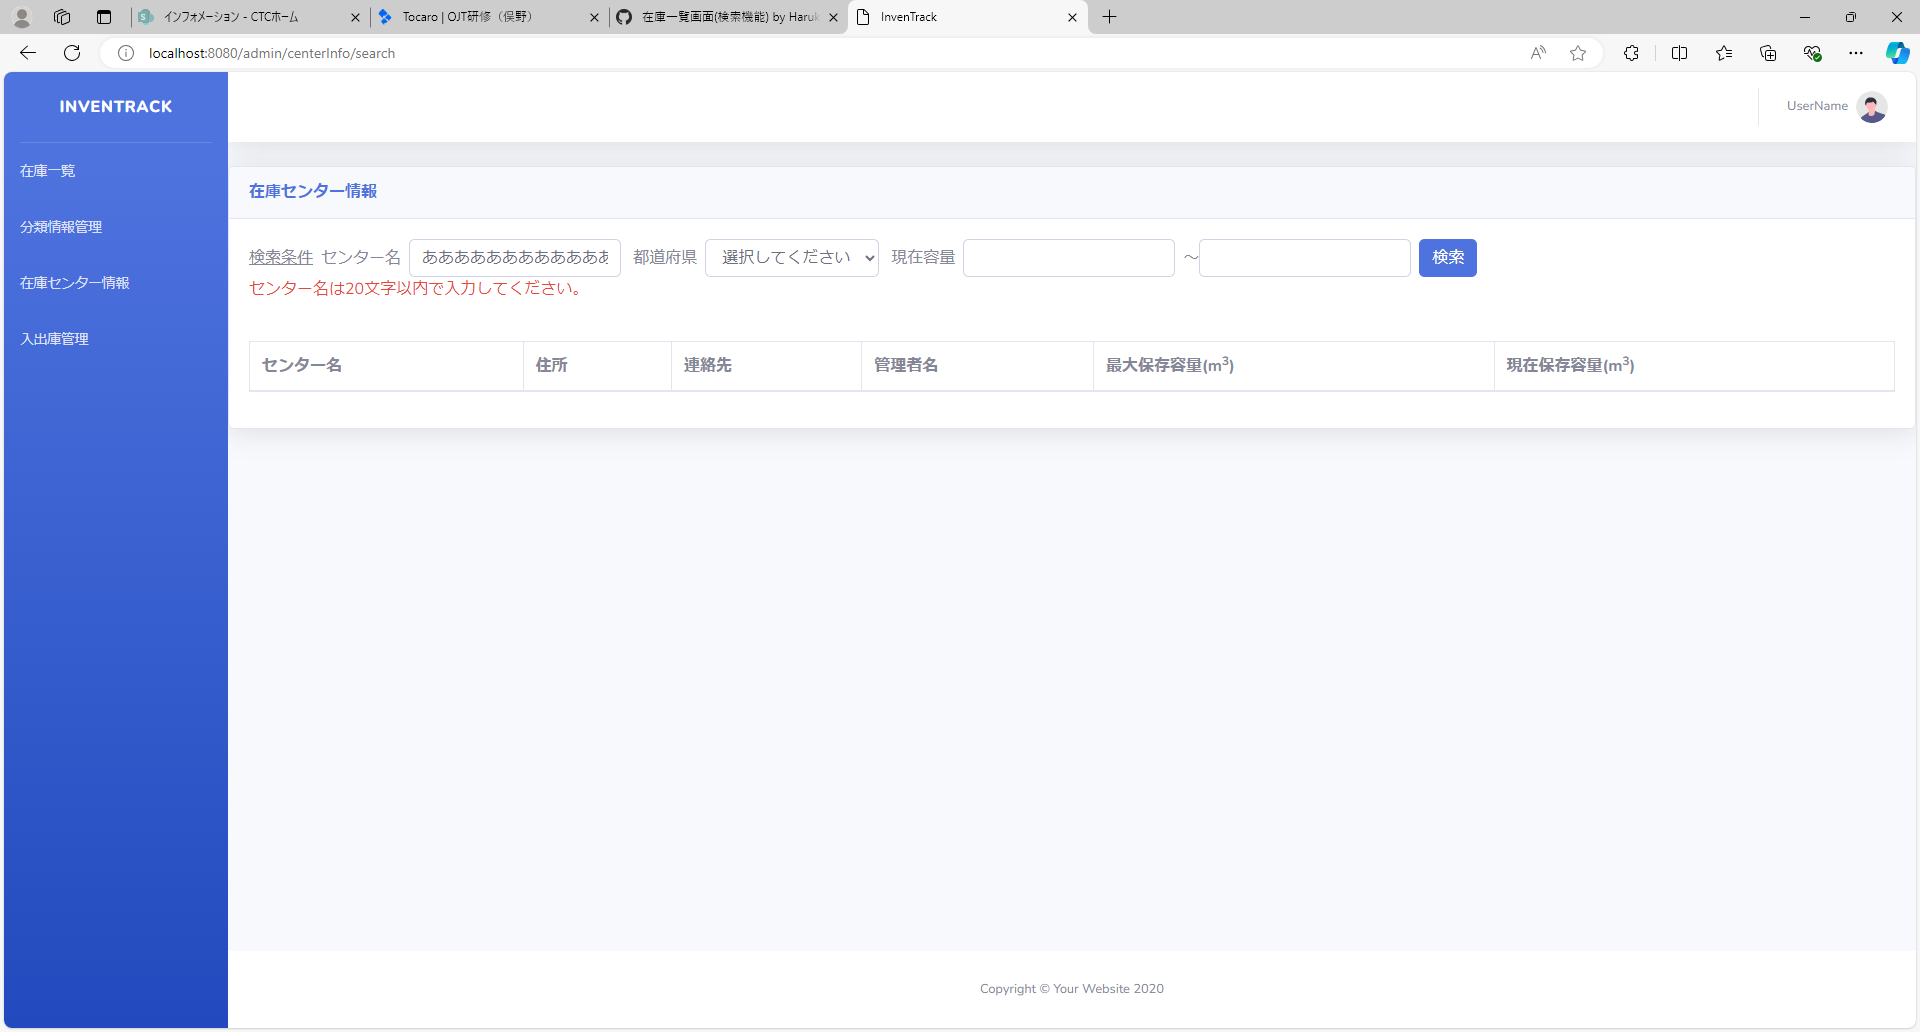 インフォメーション - CTCホーム
Tocaro | OJT研修（俣野）
在庫一覧画面(検索機能) by Haruk
InvenTrack
localhost:8080/admin/centerInfo/search
INVENTRACK
UserName
在庫一覧
分類情報管理
在庫センター情報
入出庫管理
在庫センター情報
検索条件 センター名 ああああああああああああ 都道府県 選択してください 現在容量 ～ 検索
センター名は20文字以内で入力してください。
センター名 住所 連絡先 管理者名 最大保存容量(m³) 現在保存容量(m³)
Copyright © Your Website 2020